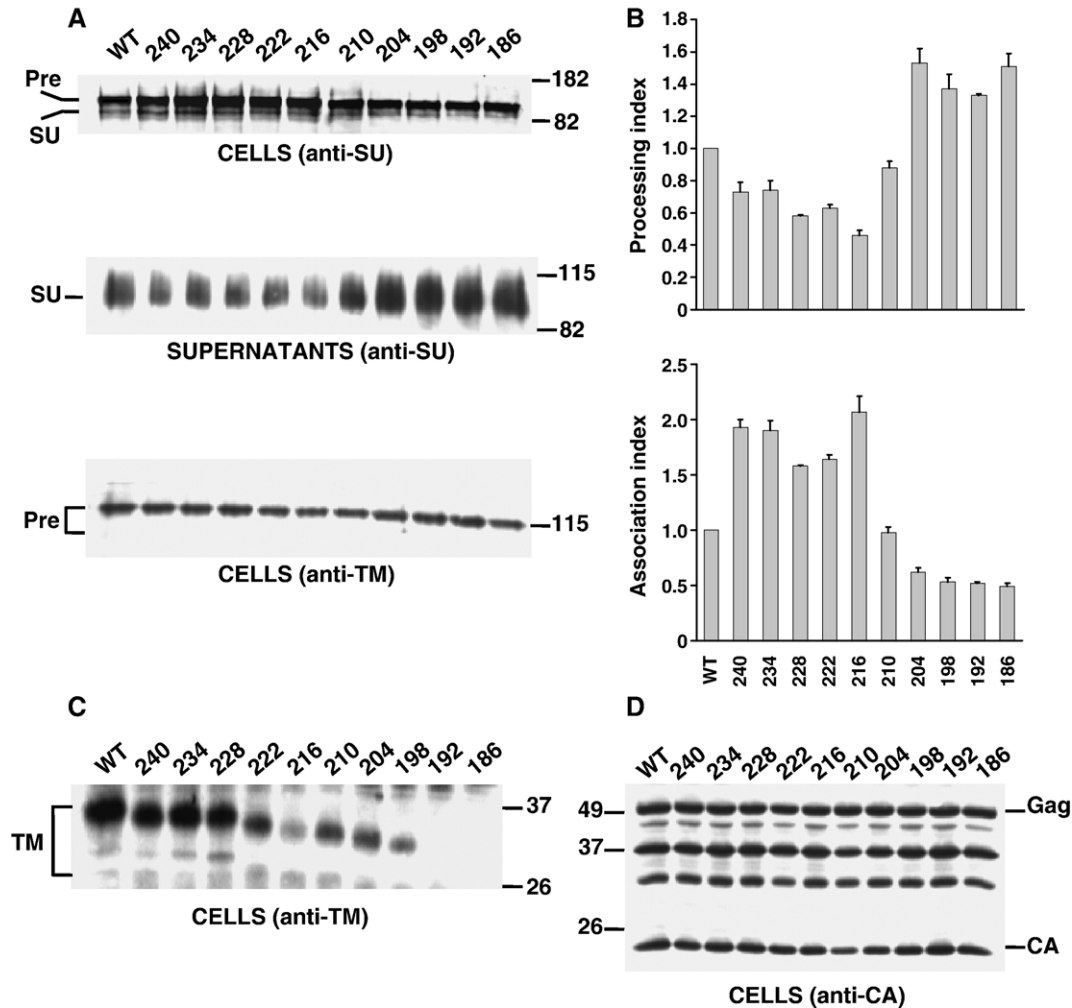 A
WT 240 234 228 222 216 210 204 198 192 186
Pre
SU
182
82
CELLS (anti-SU)
SU
115
82
SUPERNATANTS (anti-SU)
Pre
115
CELLS (anti-TM)
B
Processing index
1.8
1.6
1.4
1.2
1.0
0.8
0.6
0.4
0.2
0
Association index
2.5
2.0
1.5
1.0
0.5
0
WT 240 234 228 222 216 210 204 198 192 186
C
WT 240 234 228 222 216 210 204 198 192 186
TM
37
26
CELLS (anti-TM)
D
WT 240 234 228 222 216 210 204 198 192 186
49
37
26
Gag
CA
CELLS (anti-CA)